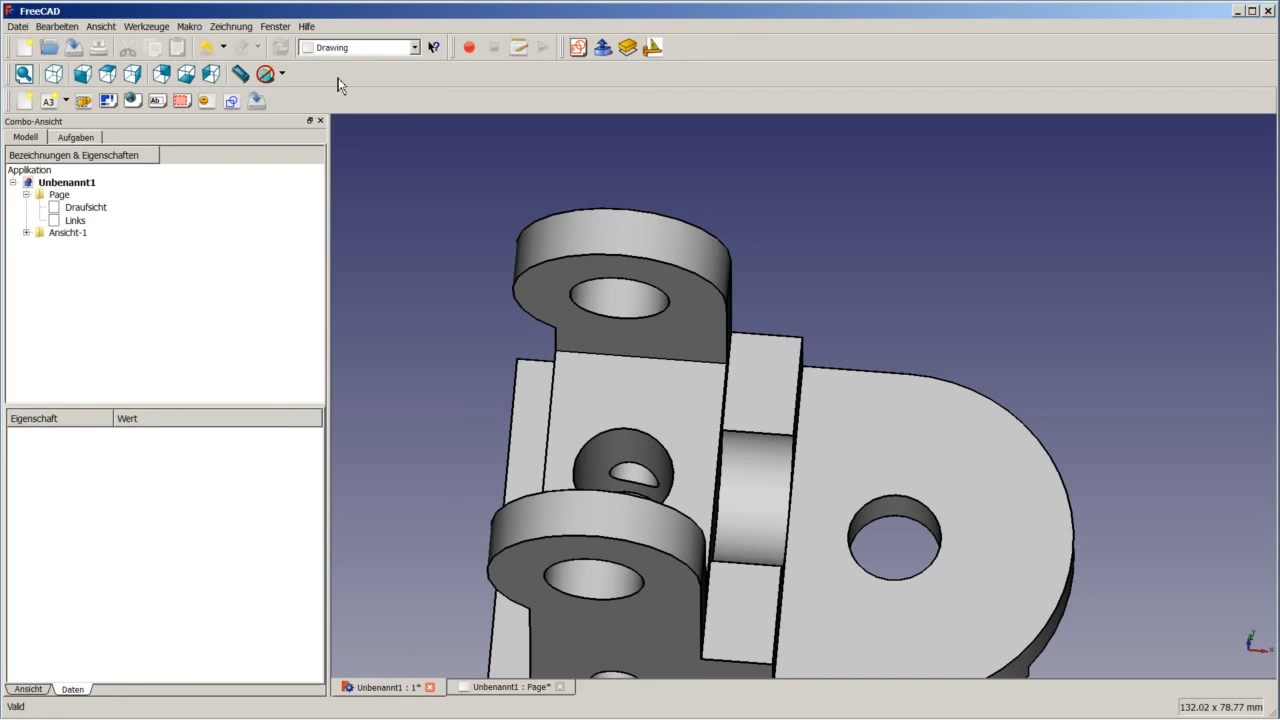 FreeCAD
Datei Bearbeiten Ansicht Werkzeuge Makro Zeichnung Fenster Hilfe
Drawing
A3 Ab
Combo-Ansicht
Modell Aufgaben
Bezeichnungen & Eigenschaften
Applikation
Unbenannt1
Page
Draufsicht
Links
Ansicht-1
Eigenschaft Wert
Ansicht Daten
Unbenannt1 : 1* Unbenannt1 : Page*
Valid
132.02 x 78.77 mm
Y
X